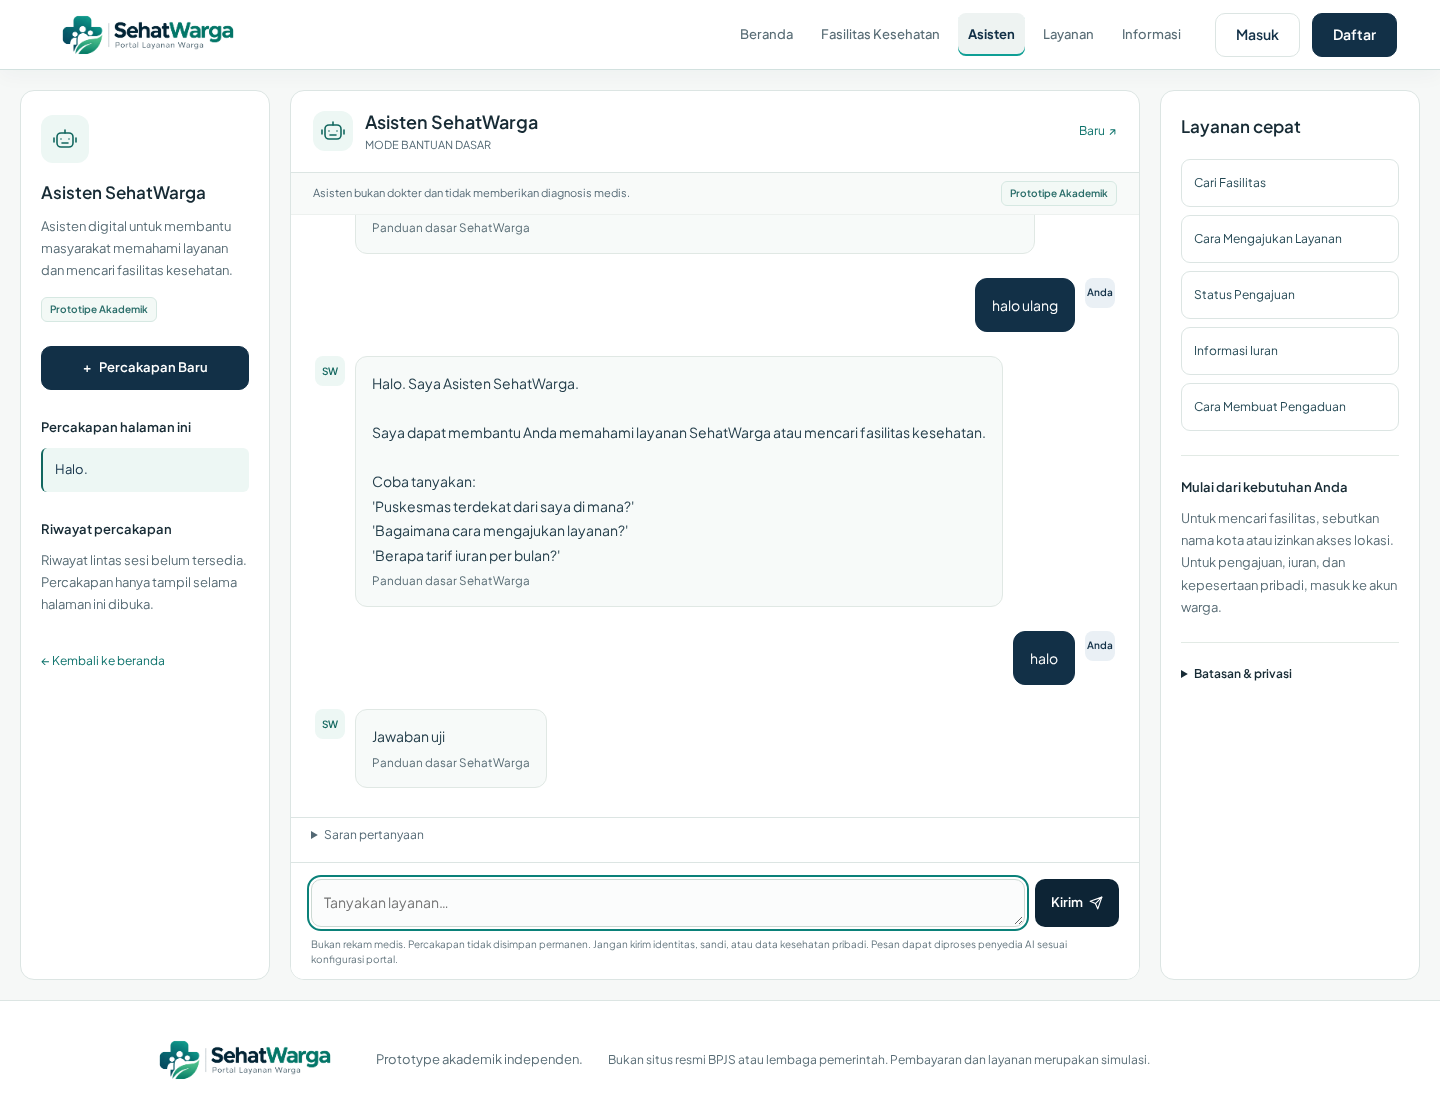 SehatWarga
Portal Layanan Warga
Beranda
Fasilitas Kesehatan
Asisten
Layanan
Informasi
Masuk
Daftar
Asisten SehatWarga
Asisten digital untuk membantu
masyarakat memahami layanan
dan mencari fasilitas kesehatan.
Prototipe Akademik
+ Percakapan Baru
Percakapan halaman ini
Halo.
Riwayat percakapan
Riwayat lintas sesi belum tersedia.
Percakapan hanya tampil selama
halaman ini dibuka.
← Kembali ke beranda
Asisten SehatWarga
MODE BANTUAN DASAR
Baru ↗
Asisten bukan dokter dan tidak memberikan diagnosis medis.
Prototipe Akademik
Panduan dasar SehatWarga
halo ulang
Anda
SW
Halo. Saya Asisten SehatWarga.
Saya dapat membantu Anda memahami layanan SehatWarga atau mencari fasilitas kesehatan.
Coba tanyakan:
'Puskesmas terdekat dari saya di mana?'
'Bagaimana cara mengajukan layanan?'
'Berapa tarif iuran per bulan?'
Panduan dasar SehatWarga
halo
Anda
SW
Jawaban uji
Panduan dasar SehatWarga
▶ Saran pertanyaan
Tanyakan layanan...
Kirim
Bukan rekam medis. Percakapan tidak disimpan permanen. Jangan kirim identitas, sandi, atau data kesehatan pribadi. Pesan dapat diproses penyedia AI sesuai
konfigurasi portal.
Layanan cepat
Cari Fasilitas
Cara Mengajukan Layanan
Status Pengajuan
Informasi Iuran
Cara Membuat Pengaduan
Mulai dari kebutuhan Anda
Untuk mencari fasilitas, sebutkan
nama kota atau izinkan akses lokasi.
Untuk pengajuan, iuran, dan
kepesertaan pribadi, masuk ke akun
warga.
▶ Batasan & privasi
SehatWarga
Portal Layanan Warga
Prototype akademik independen.
Bukan situs resmi BPJS atau lembaga pemerintah. Pembayaran dan layanan merupakan simulasi.